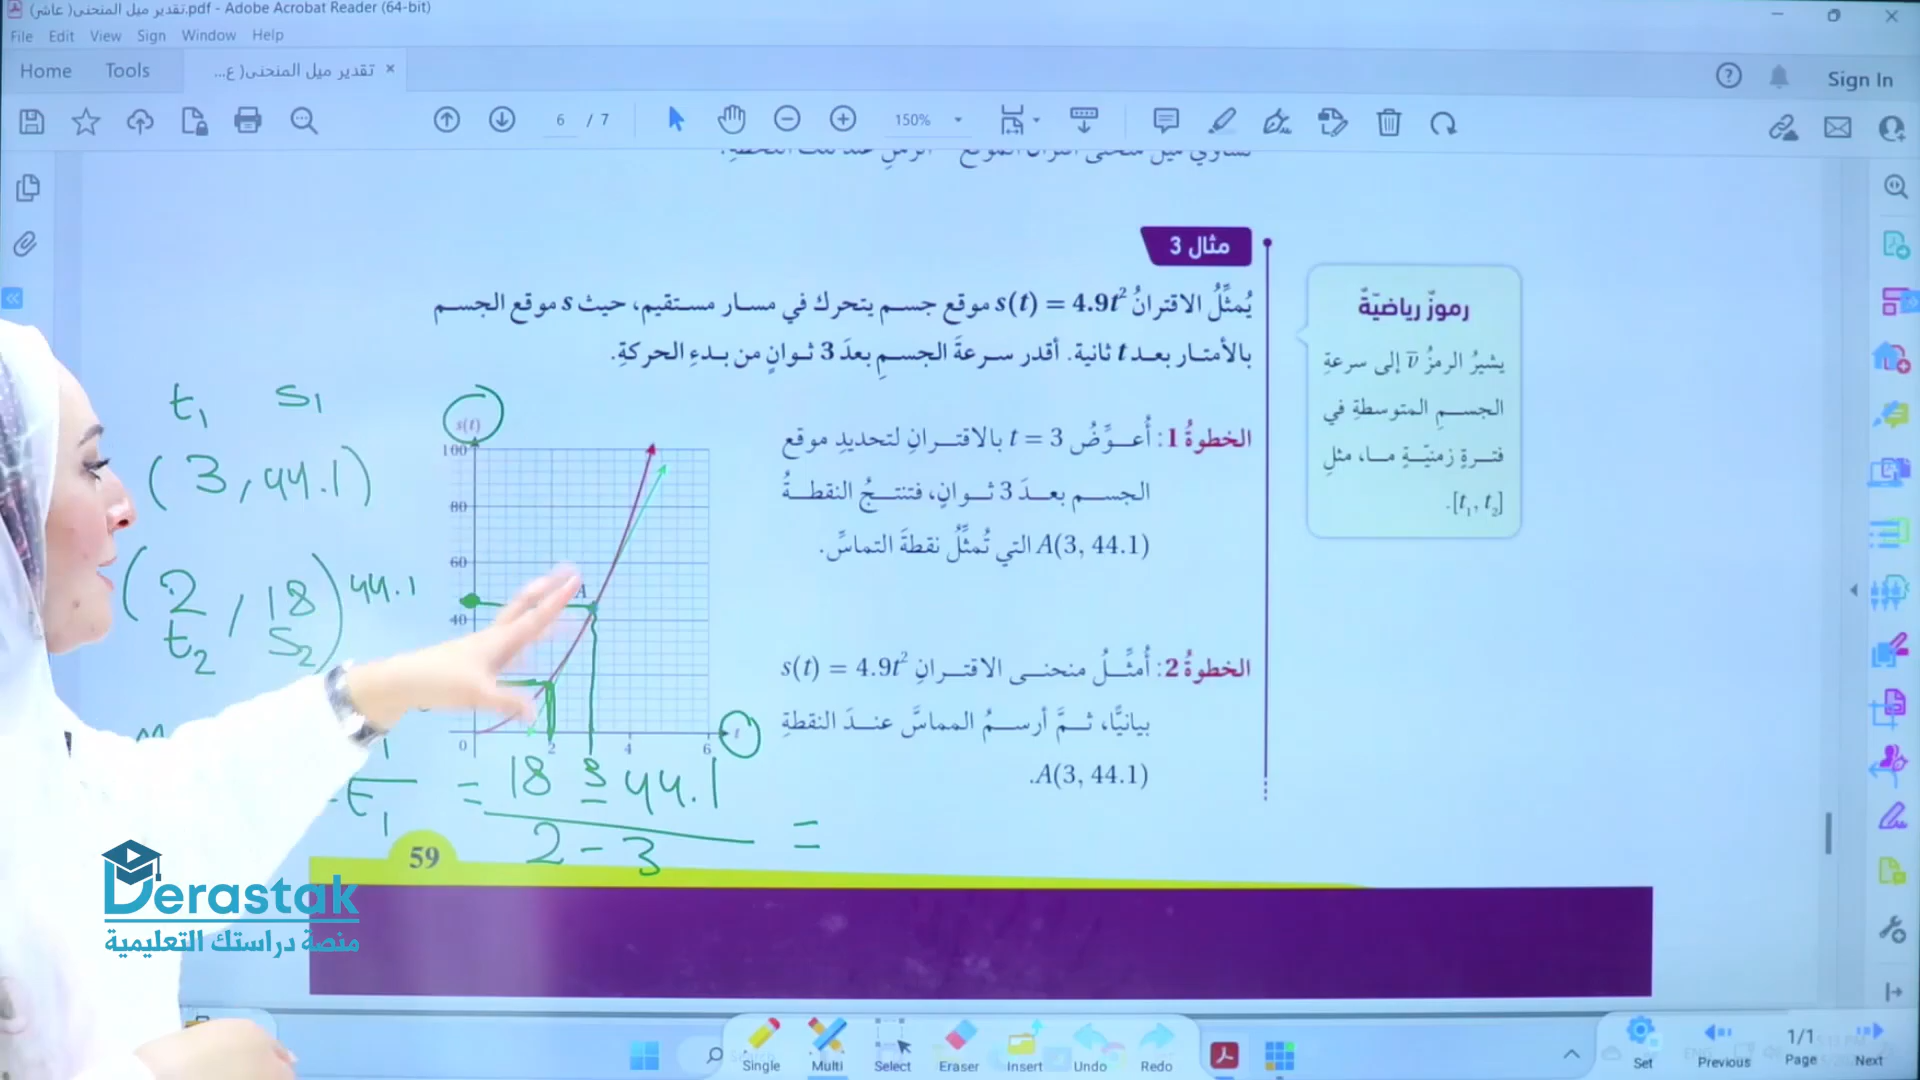 تقدير ميل المنحنى( عاشر).pdf - Adobe Acrobat Reader (64-bit)
File Edit View Sign Window Help
Home Tools تقدير ميل المنحنى( ع... × Sign In
6 / 7 150%
مثال 3
يُمثِّلُ الاقترانُ s(t) = 4.9t² موقع جسم يتحرك في مسار مستقيم، حيث s موقع الجسم
بالأمتار بعد t ثانية. أقدر سرعةَ الجسمِ بعدَ 3 ثوانٍ من بدءِ الحركةِ.
رموزٌ رياضيّةٌ
يشيرُ الرمزُ v̅ إلى سرعةِ
الجسمِ المتوسطةِ في
فترةٍ زمنيّةٍ ما، مثلِ
[t₁, t₂].
الخطوةُ 1: أُعوِّضُ t = 3 بالاقترانِ لتحديدِ موقع
الجسم بعدَ 3 ثوانٍ، فتنتجُ النقطةُ
A(3, 44.1) التي تُمثِّلُ نقطةَ التماسِّ.
الخطوةُ 2: أُمثِّلُ منحنى الاقترانِ s(t) = 4.9t²
بيانيًّا، ثمَّ أرسمُ المماسَّ عندَ النقطةِ
A(3, 44.1).
t₁ s₁
(3, 44.1)
(2, 18) 44.1
t₂ s₂
s(t)
100
80
60
A
40
0 2 4 6 t
3
t₁ = 18 - 44.1
2 - 3 =
59
Derastak
منصة دراستك التعليمية
Single Multi Select Eraser Insert Undo Redo
Set Previous 1/1 Page Next